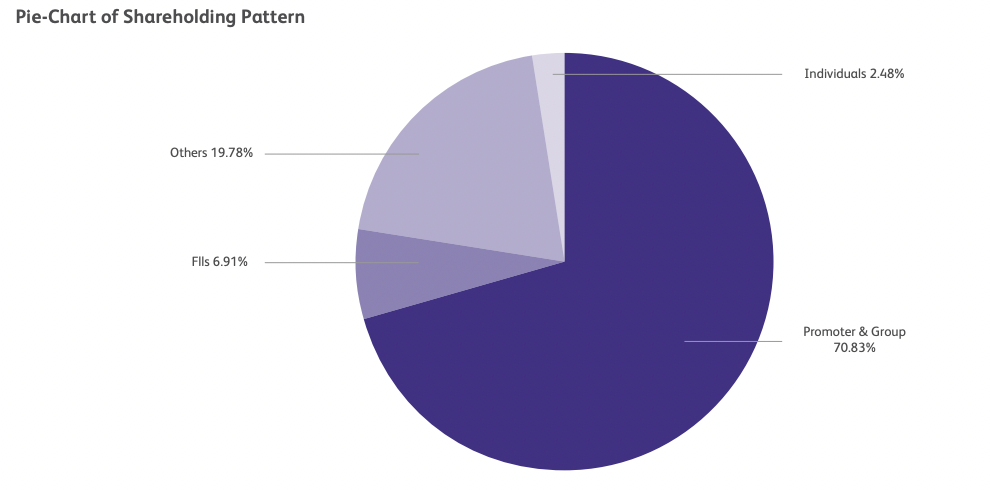 Pie-Chart of Shareholding Pattern
Individuals 2.48%
Others 19.78%
FIIs 6.91%
Promoter & Group
70.83%